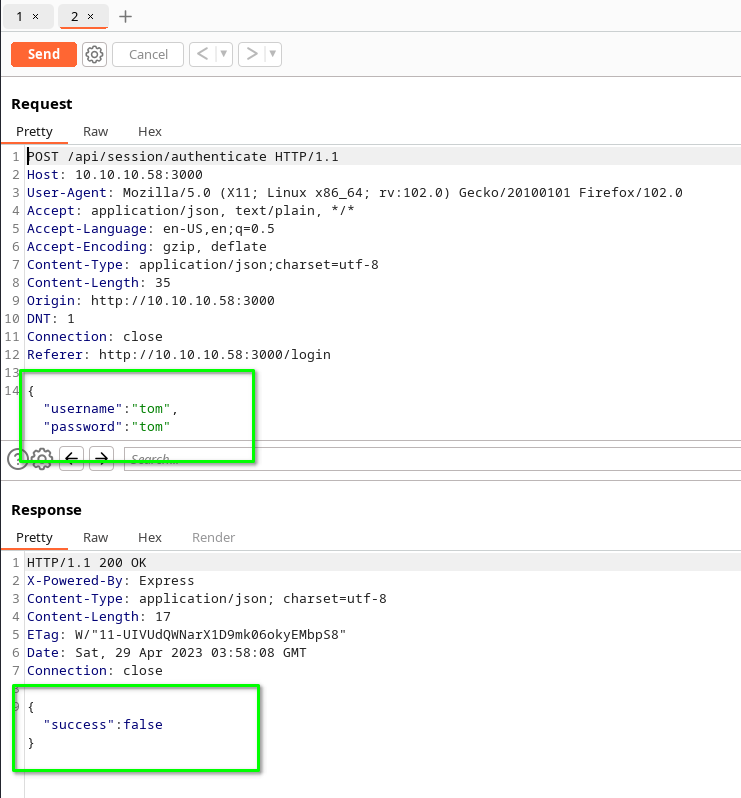 1 × 2 × +
Send Cancel < ▼ > ▼
Request
Pretty Raw Hex
1 POST /api/session/authenticate HTTP/1.1
2 Host: 10.10.10.58:3000
3 User-Agent: Mozilla/5.0 (X11; Linux x86_64; rv:102.0) Gecko/20100101 Firefox/102.0
4 Accept: application/json, text/plain, */*
5 Accept-Language: en-US,en;q=0.5
6 Accept-Encoding: gzip, deflate
7 Content-Type: application/json;charset=utf-8
8 Content-Length: 35
9 Origin: http://10.10.10.58:3000
10 DNT: 1
11 Connection: close
12 Referer: http://10.10.10.58:3000/login
13
14 {
"username":"tom",
"password":"tom"
? ← → Search...
Response
Pretty Raw Hex Render
1 HTTP/1.1 200 OK
2 X-Powered-By: Express
3 Content-Type: application/json; charset=utf-8
4 Content-Length: 17
5 ETag: W/"11-UIVUdQWNarX1D9mk06okyEMbpS8"
6 Date: Sat, 29 Apr 2023 03:58:08 GMT
7 Connection: close
8
9 {
"success":false
}